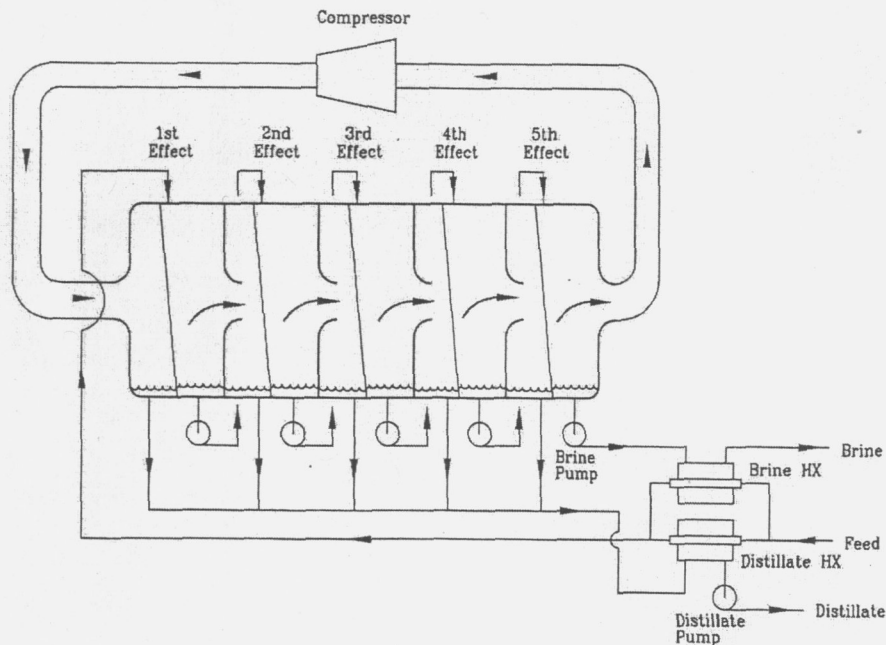 Compressor
1st
Effect
2nd
Effect
3rd
Effect
4th
Effect
5th
Effect
Brine
Pump
Brine
Brine HX
Feed
Distillate HX
Distillate
Pump
Distillate